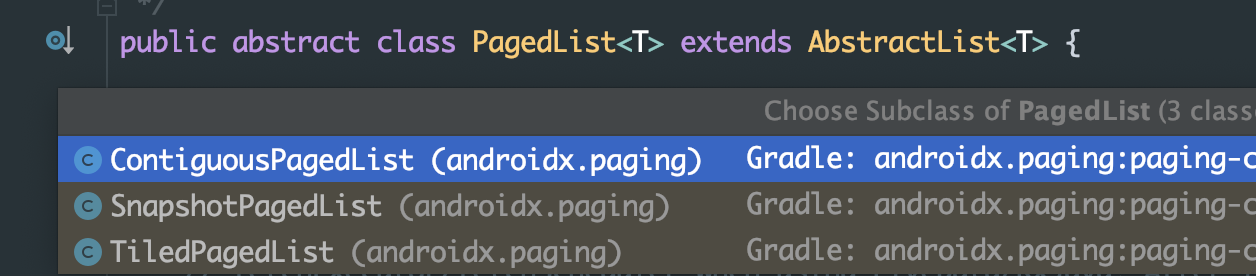 */
public abstract class PagedList<T> extends AbstractList<T> {
Choose Subclass of PagedList (3 classe
C ContiguousPagedList (androidx.paging) Gradle: androidx.paging:paging-c
C SnapshotPagedList (androidx.paging) Gradle: androidx.paging:paging-c
C TiledPagedList (androidx.paging) Gradle: androidx.paging:paging-c